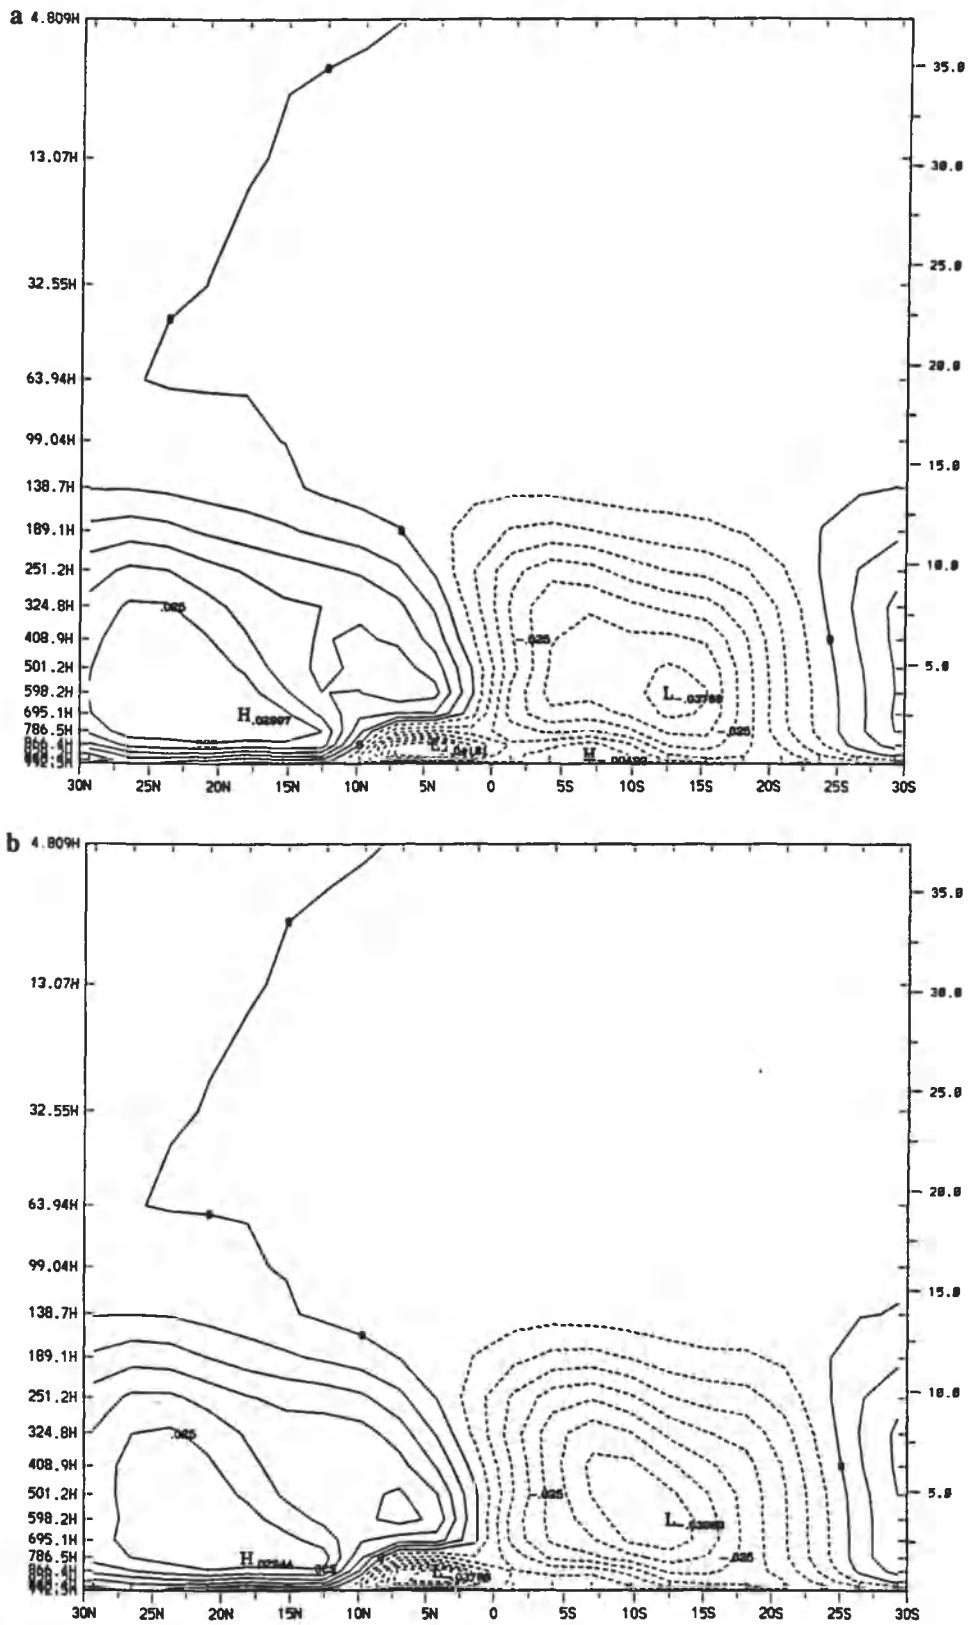 a
4.809H
35.0
13.07H
30.0
32.55H
25.0
63.94H
20.0
99.04H
15.0
138.7H
189.1H
251.2H
10.0
324.8H
.025
408.9H
-.025
501.2H
5.0
598.2H
L
695.1H
H .02997
786.5H
.025
H
30N 25N 20N 15N 10N 5N 0 5S 10S 15S 20S 25S 30S
b
4.809H
35.0
13.07H
30.0
32.55H
25.0
63.94H
20.0
99.04H
15.0
138.7H
189.1H
251.2H
10.0
324.8H
.025
408.9H
501.2H
-.025
5.0
598.2H
L
695.1H
786.5H
H
-.025
L
30N 25N 20N 15N 10N 5N 0 5S 10S 15S 20S 25S 30S